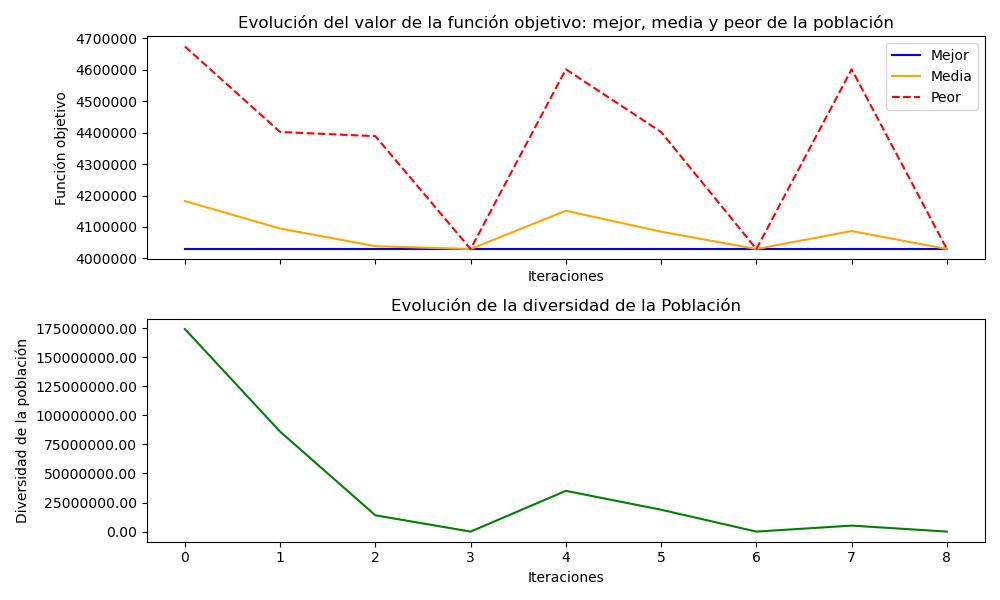 Evolución del valor de la función objetivo: mejor, media y peor de la población
Función objetivo
4700000
4600000
4500000
4400000
4300000
4200000
4100000
4000000
Mejor
Media
Peor
Iteraciones
Evolución de la diversidad de la Población
Diversidad de la población
175000000.00
150000000.00
125000000.00
100000000.00
75000000.00
50000000.00
25000000.00
0.00
0 1 2 3 4 5 6 7 8
Iteraciones